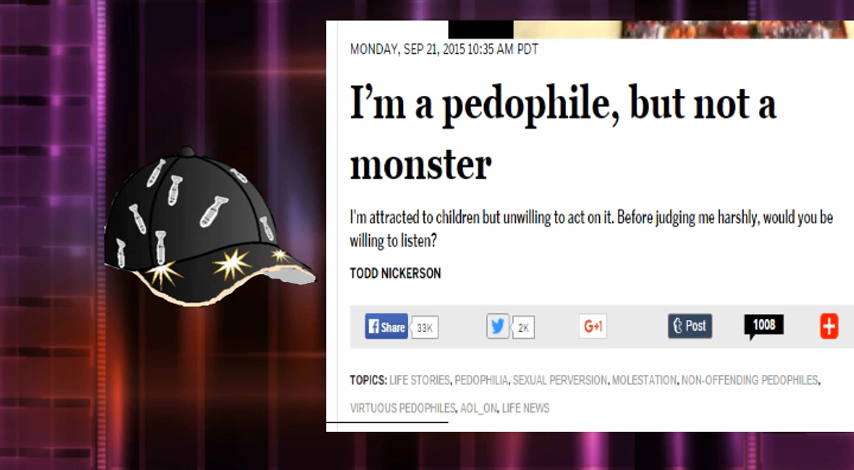 MONDAY, SEP 21, 2015 10:35 AM PDT
I'm a pedophile, but not a
monster
I'm attracted to children but unwilling to act on it. Before judging me harshly, would you be
willing to listen?
TODD NICKERSON
f Share 33K 2K G+1 t Post 1008 +
TOPICS: LIFE STORIES, PEDOPHILIA, SEXUAL PERVERSION, MOLESTATION, NON-OFFENDING PEDOPHILES,
VIRTUOUS PEDOPHILES, AOL_ON, LIFE NEWS